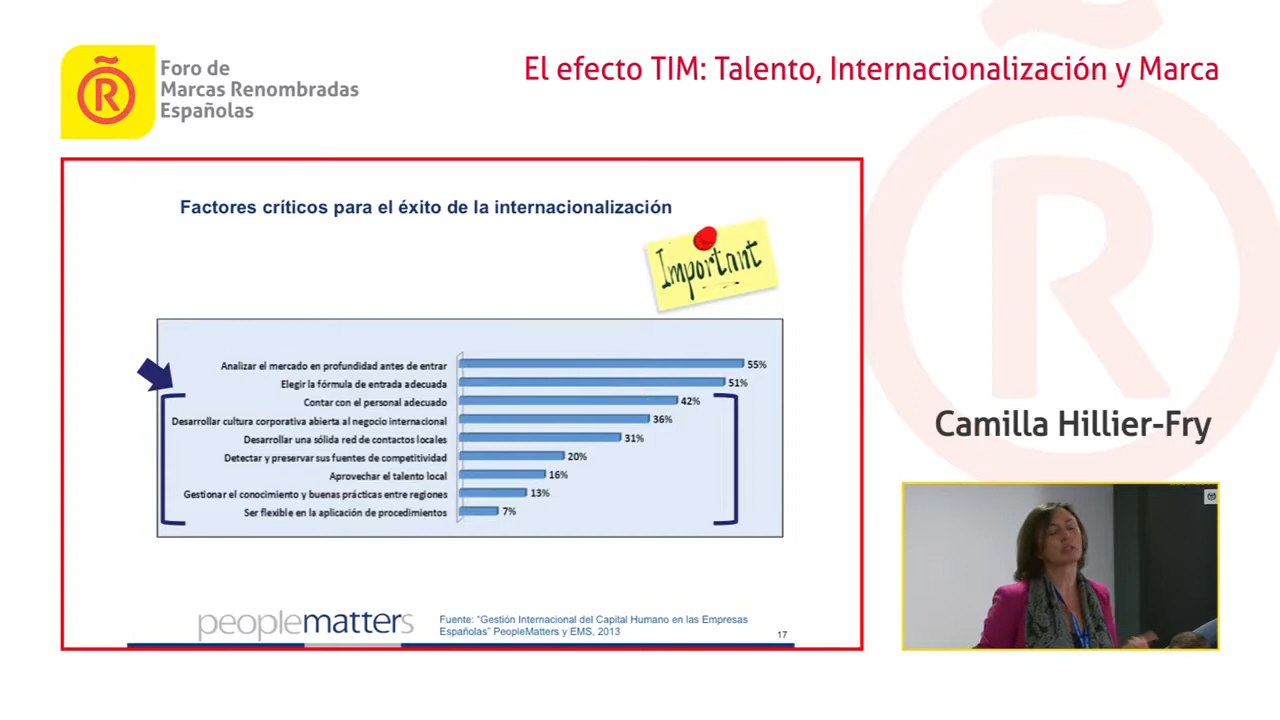 Foro de
Marcas Renombradas
Españolas
El efecto TIM: Talento, Internacionalización y Marca
Factores críticos para el éxito de la internacionalización
Important
Analizar el mercado en profundidad antes de entrar 55%
Elegir la fórmula de entrada adecuada 51%
Contar con el personal adecuado 42%
Desarrollar cultura corporativa abierta al negocio internacional 36%
Desarrollar una sólida red de contactos locales 31%
Detectar y preservar sus fuentes de competitividad 20%
Aprovechar el talento local 16%
Gestionar el conocimiento y buenas prácticas entre regiones 13%
Ser flexible en la aplicación de procedimientos 7%
peoplematters
Fuente: “Gestión Internacional del Capital Humano en las Empresas
Españolas” PeopleMatters y EMS, 2013
17
Camilla Hillier-Fry